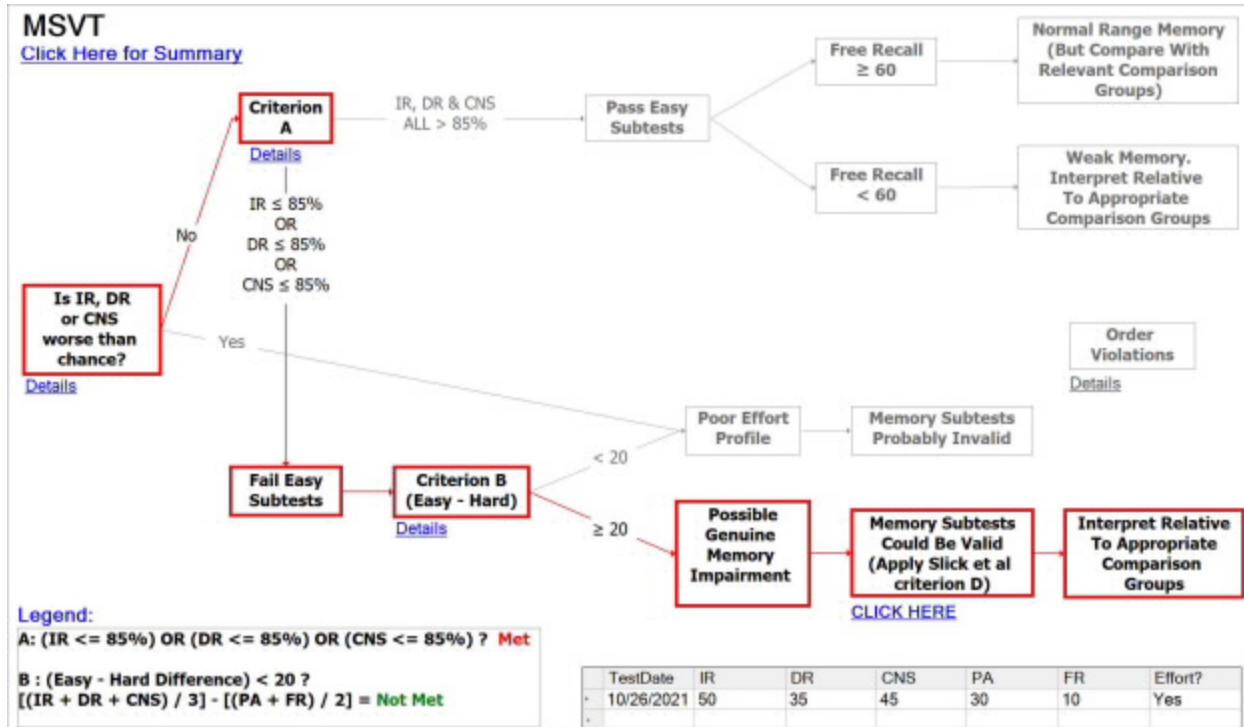 MSVT
Click Here for Summary
Criterion
A
Details
IR, DR & CNS
ALL > 85%
Pass Easy
Subtests
Free Recall
≥ 60
Normal Range Memory
(But Compare With
Relevant Comparison
Groups)
Free Recall
< 60
Weak Memory.
Interpret Relative
To Appropriate
Comparison Groups
IR ≤ 85%
OR
DR ≤ 85%
OR
CNS ≤ 85%
No
Is IR, DR
or CNS
worse than
chance?
Details
Yes
Order
Violations
Details
Poor Effort
Profile
Memory Subtests
Probably Invalid
< 20
Fail Easy
Subtests
Criterion B
(Easy - Hard)
Details
≥ 20
Possible
Genuine
Memory
Impairment
Memory Subtests
Could Be Valid
(Apply Slick et al
criterion D)
CLICK HERE
Interpret Relative
To Appropriate
Comparison
Groups
Legend:
A: (IR <= 85%) OR (DR <= 85%) OR (CNS <= 85%) ? Met
B : (Easy - Hard Difference) < 20 ?
[(IR + DR + CNS) / 3] - [(PA + FR) / 2] = Not Met
TestDate IR DR CNS PA FR Effort?
10/26/2021 50 35 45 30 10 Yes